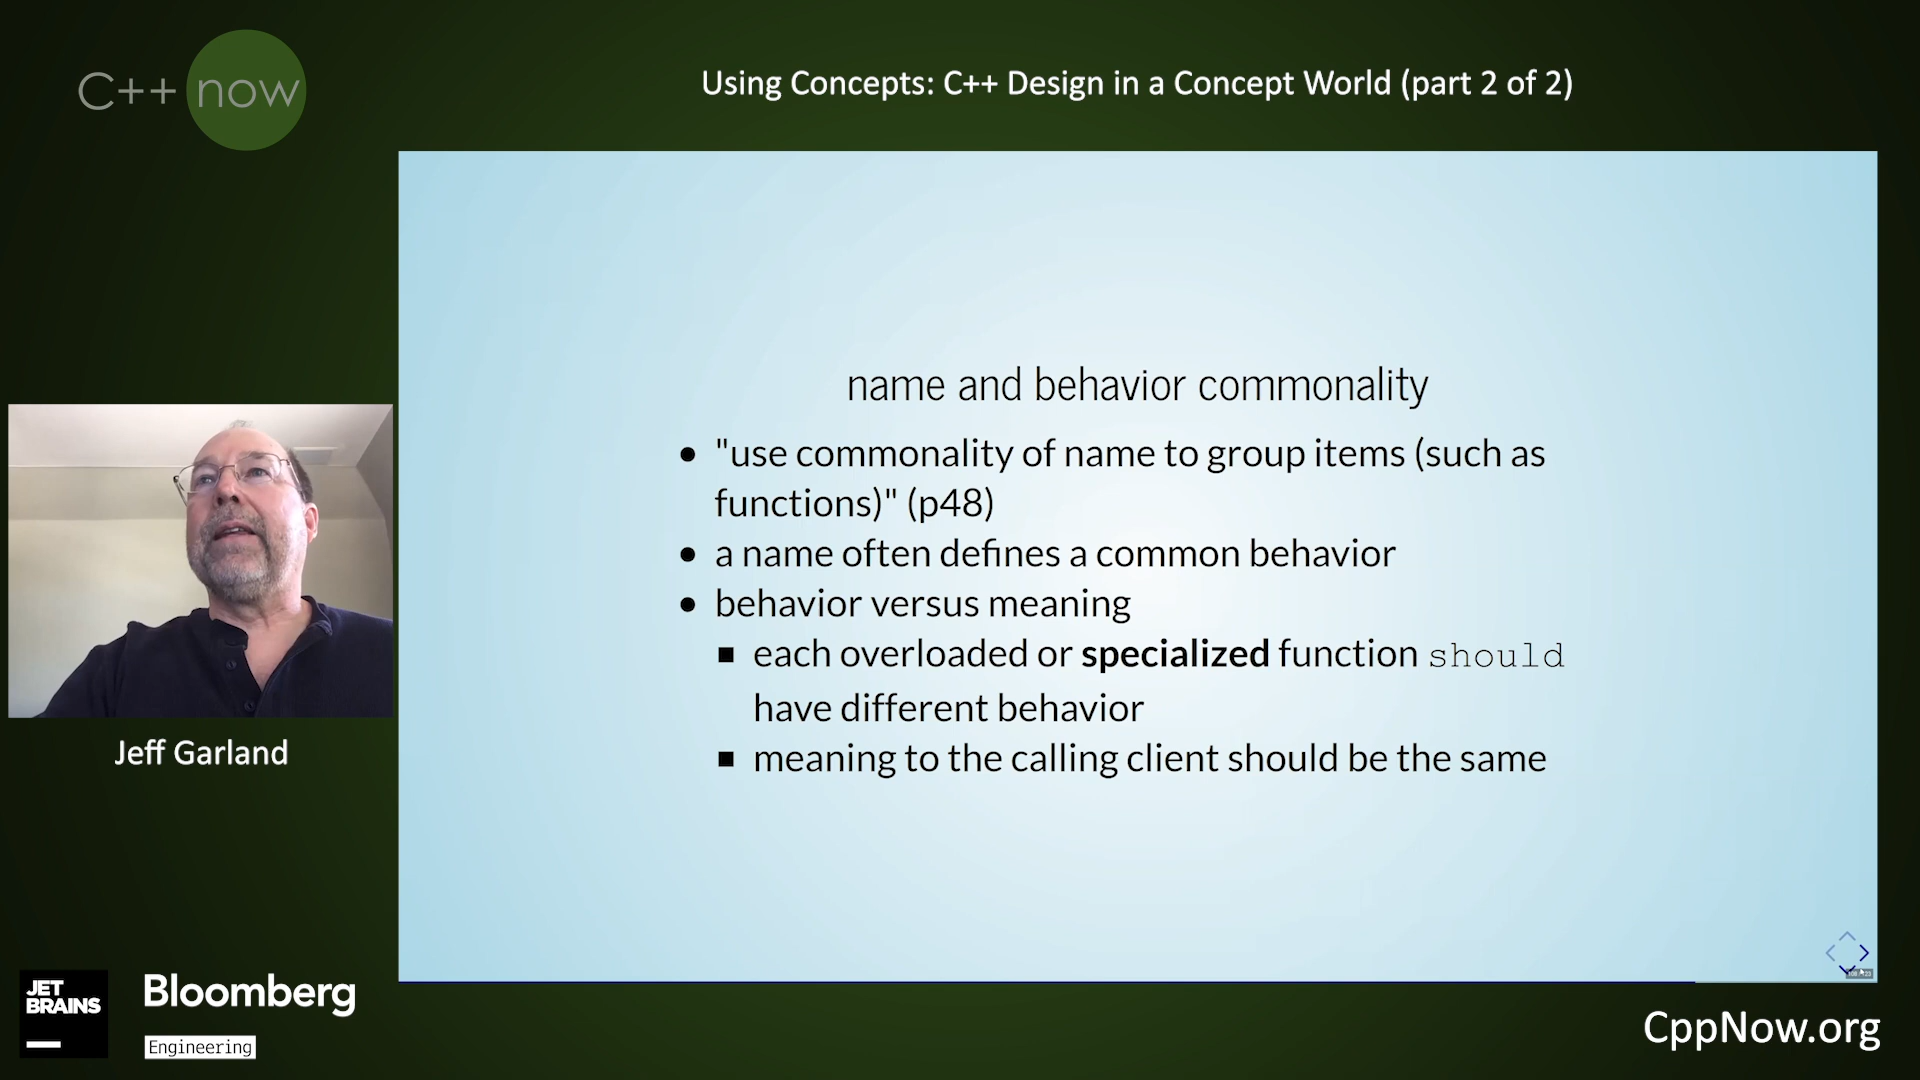 C++ now
Using Concepts: C++ Design in a Concept World (part 2 of 2)
name and behavior commonality
• "use commonality of name to group items (such as
functions)" (p48)
• a name often defines a common behavior
• behavior versus meaning
■ each overloaded or specialized function should
have different behavior
■ meaning to the calling client should be the same
Jeff Garland
JET
BRAINS
Bloomberg
Engineering
CppNow.org